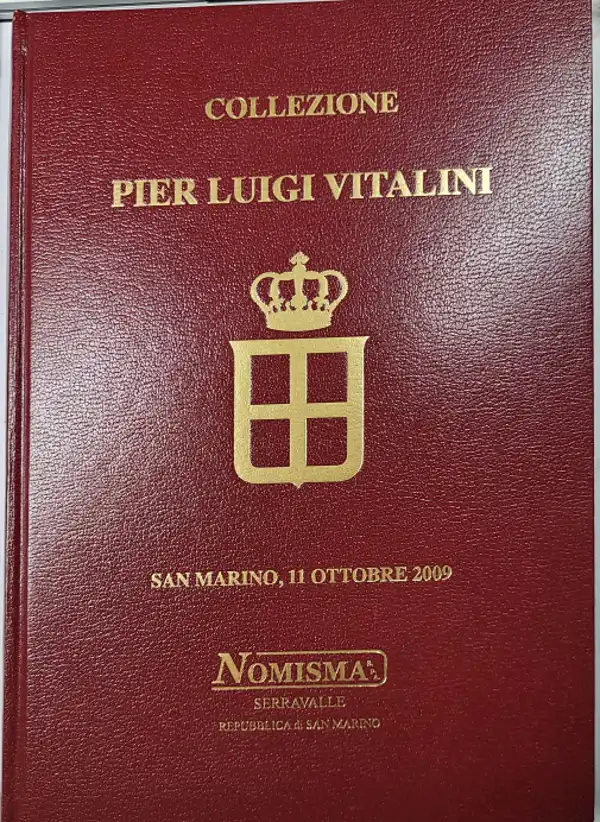 COLLEZIONE
PIER LUIGI VITALINI
SAN MARINO, 11 OTTOBRE 2009
NOMISMA
SERRAVALLE
REPUBBLICA di SAN MARINO